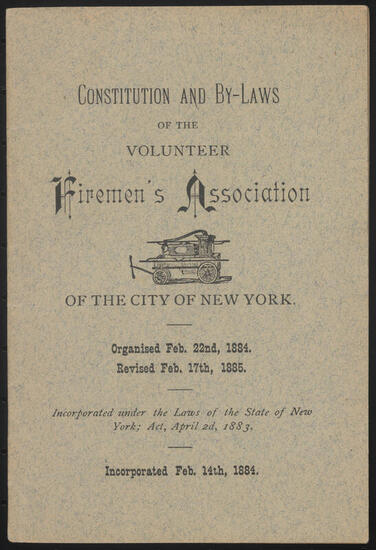 CONSTITUTION AND BY-LAWS
OF THE
VOLUNTEER
Firemen's Association
OF THE CITY OF NEW YORK.
Organised Feb. 22nd, 1884.
Revised Feb. 17th, 1885.
Incorporated under the Laws of the State of New
York; Act, April 2d, 1883.
Incorporated Feb. 14th, 1884.